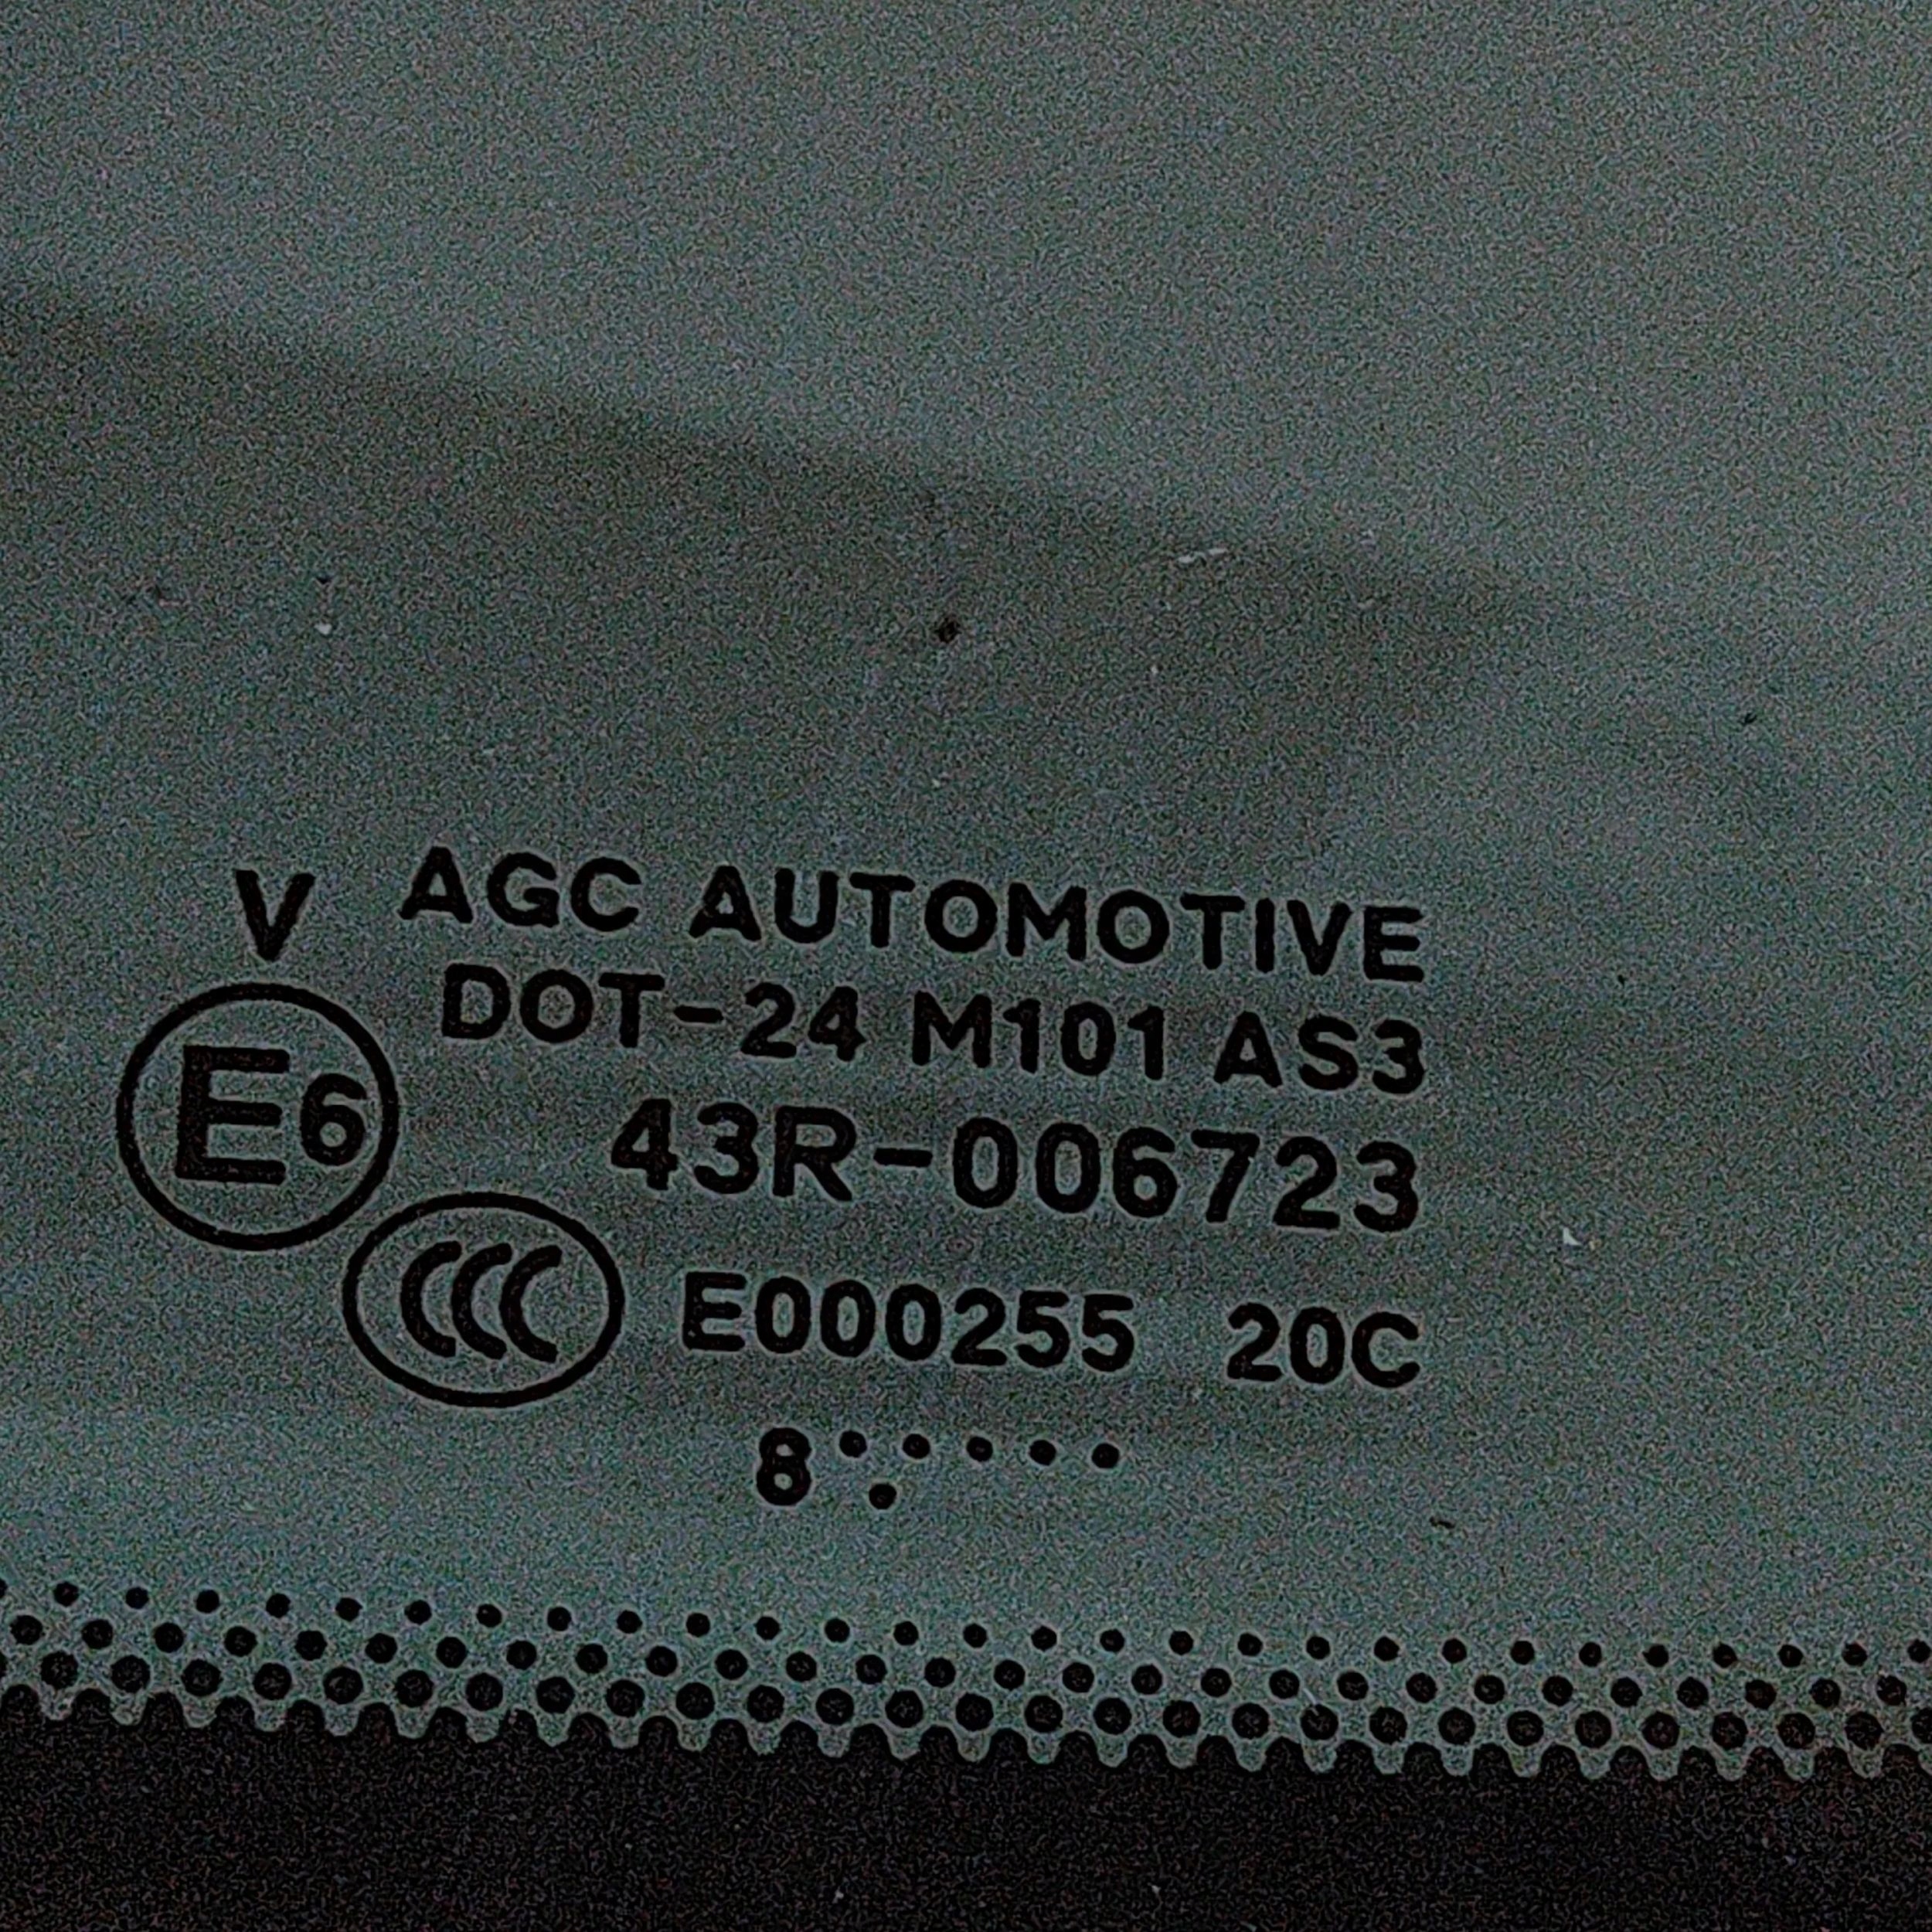 V AGC AUTOMOTIVE
DOT-24 M101 AS3
E6 43R-006723
CCC E000255 20C
8